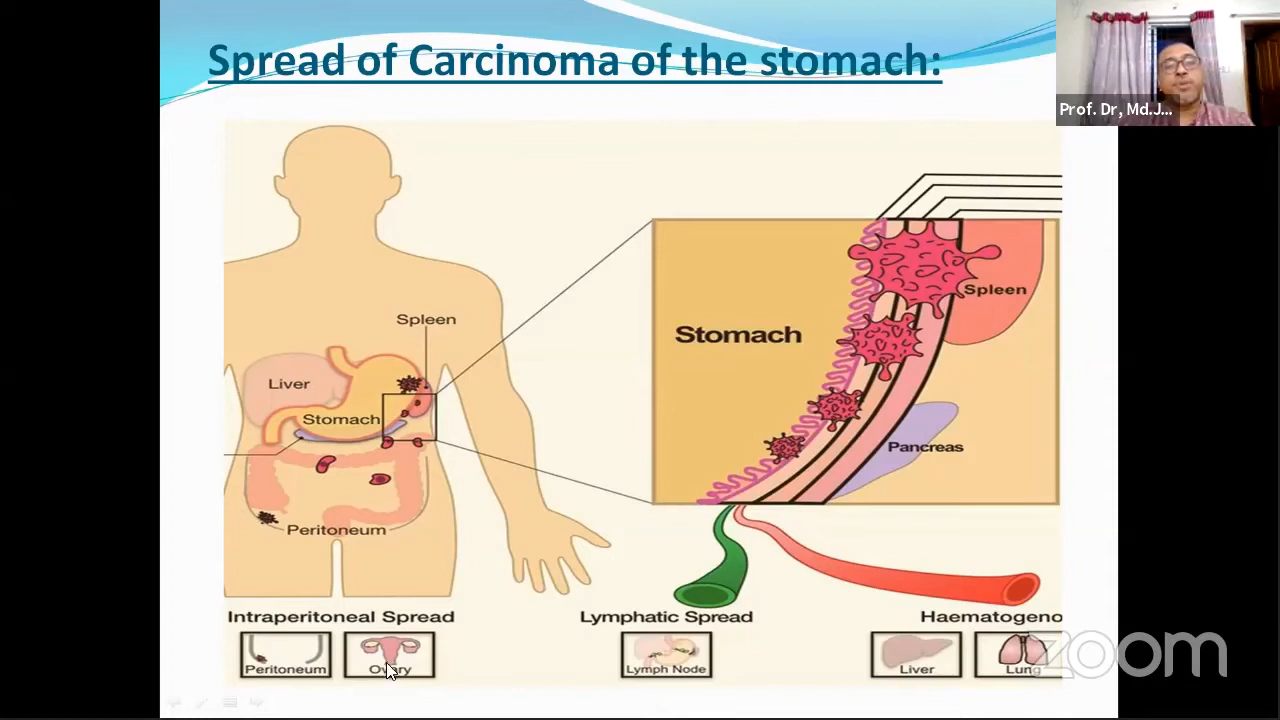 Spread of Carcinoma of the stomach:
Prof. Dr, Md.J...
Spleen
Liver
Stomach
Peritoneum
Stomach
Spleen
Pancreas
Intraperitoneal Spread
Lymphatic Spread
Haematogeno
Peritoneum
Ovary
Lymph Node
Liver
Lung
zoom